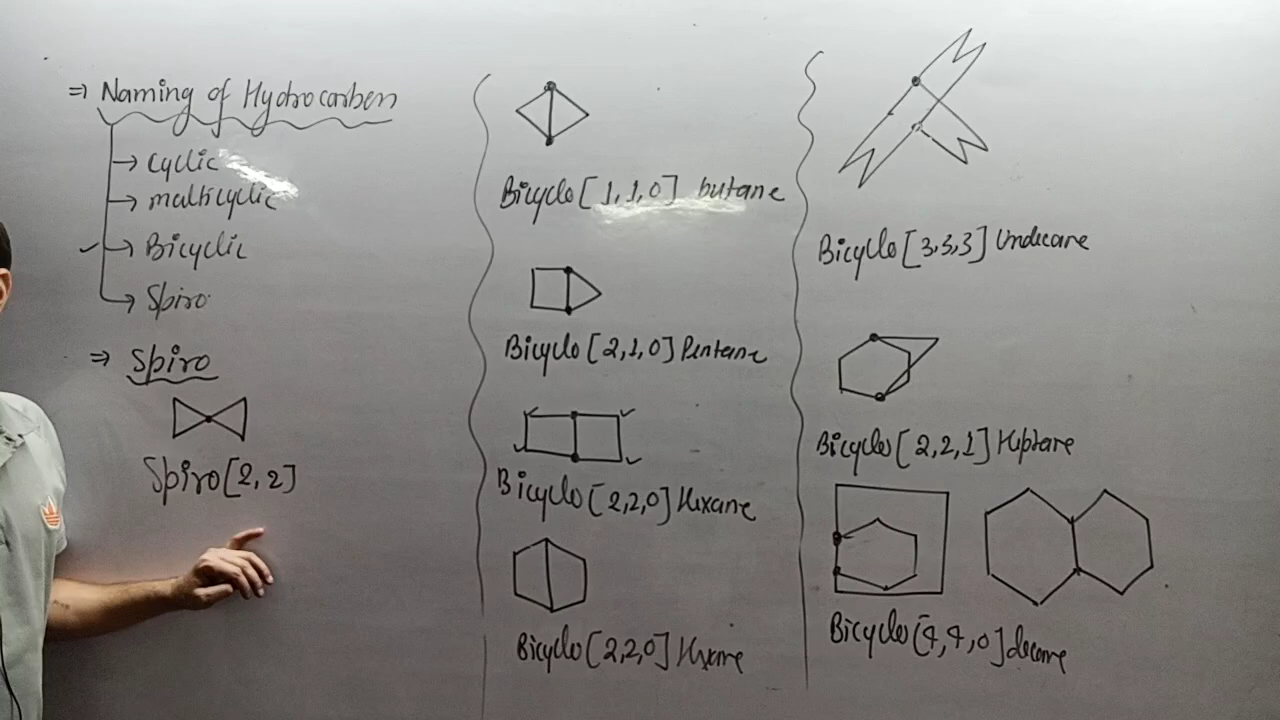 ⇒ Naming of Hydrocarben
→ Cyclic
→ multicyclic
→ Bicyclic
→ Spiro
⇒ Spiro
Spiro[2,2]
Bicyclo[1,1,0] butane
Bicyclo[2,1,0] Pentane
Bicyclo[2,2,0] Hexane
Bicyclo[2,2,0] Hexane
Bicyclo[3,3,3] Undecane
Bicyclo[2,2,1] Heptane
Bicyclo[4,4,0] decane